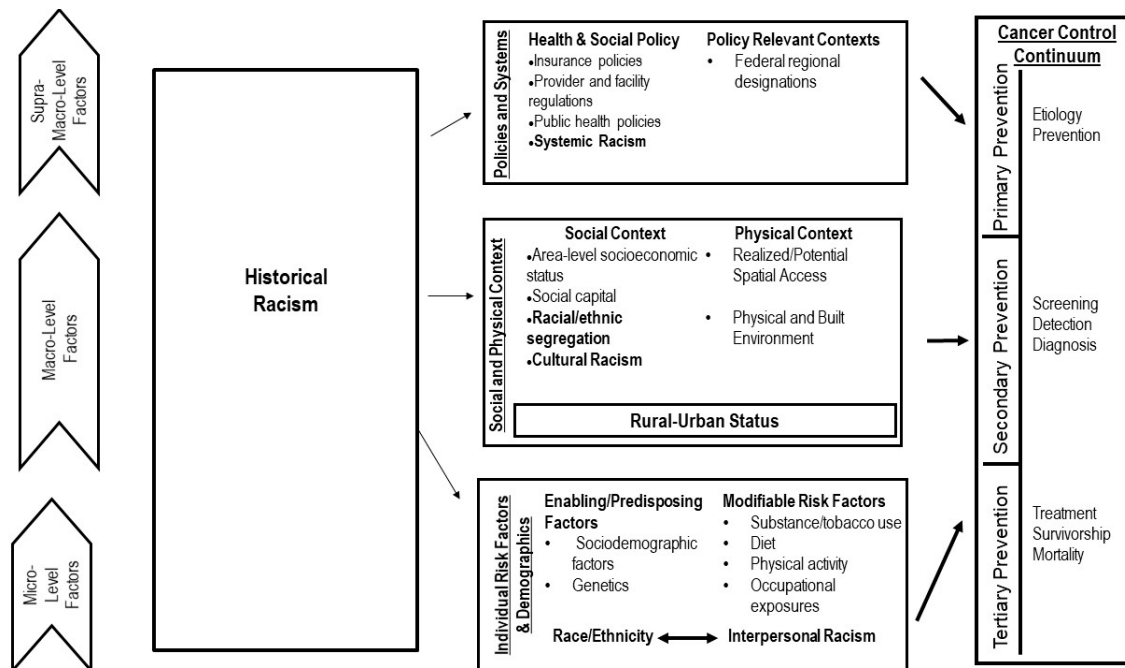 Supra-
Macro-Level
Factors
Macro-Level
Factors
Micro-
Level
Factors
Historical
Racism
Policies and Systems
Health & Social Policy
•Insurance policies
•Provider and facility
regulations
•Public health policies
•Systemic Racism
Policy Relevant Contexts
• Federal regional
designations
Social and Physical Context
Social Context
•Area-level socioeconomic
status
•Social capital
•Racial/ethnic
segregation
•Cultural Racism
Physical Context
• Realized/Potential
Spatial Access
• Physical and Built
Environment
Rural-Urban Status
Individual Risk Factors
& Demographics
Enabling/Predisposing
Factors
• Sociodemographic
factors
• Genetics
Modifiable Risk Factors
• Substance/tobacco use
• Diet
• Physical activity
• Occupational
exposures
Race/Ethnicity
Interpersonal Racism
Cancer Control
Continuum
Primary Prevention
Etiology
Prevention
Secondary Prevention
Screening
Detection
Diagnosis
Tertiary Prevention
Treatment
Survivorship
Mortality